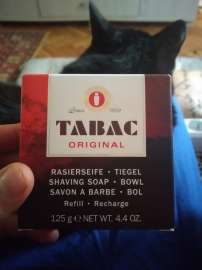 TABAC
ORIGINAL
RASIERSEIFE • TIEGEL
SHAVING SOAP • BOWL
SAVON À BARBE • BOL
Refill • Recharge
125 g e NET WT. 4.4 OZ.